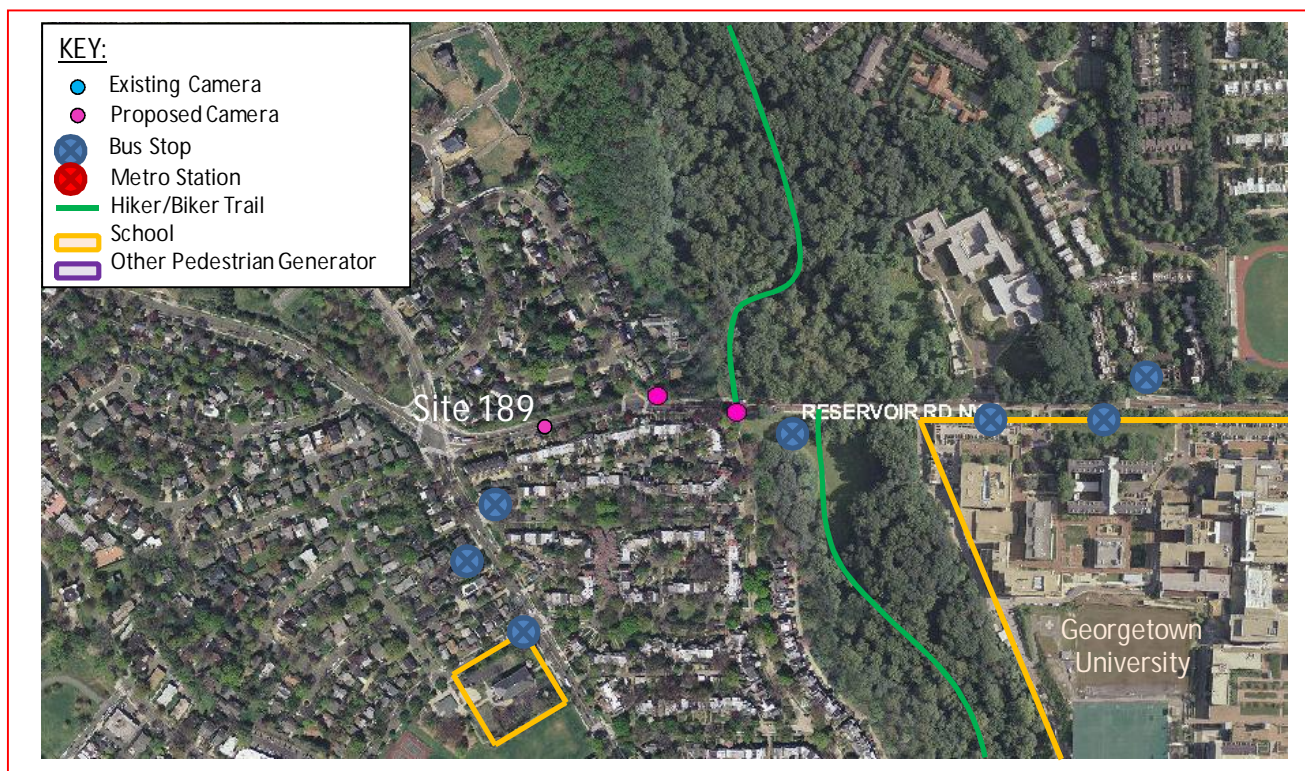 KEY:
Existing Camera
Proposed Camera
Bus Stop
Metro Station
Hiker/Biker Trail
School
Other Pedestrian Generator
Site 189
RESERVOIR RD NW
Georgetown
University